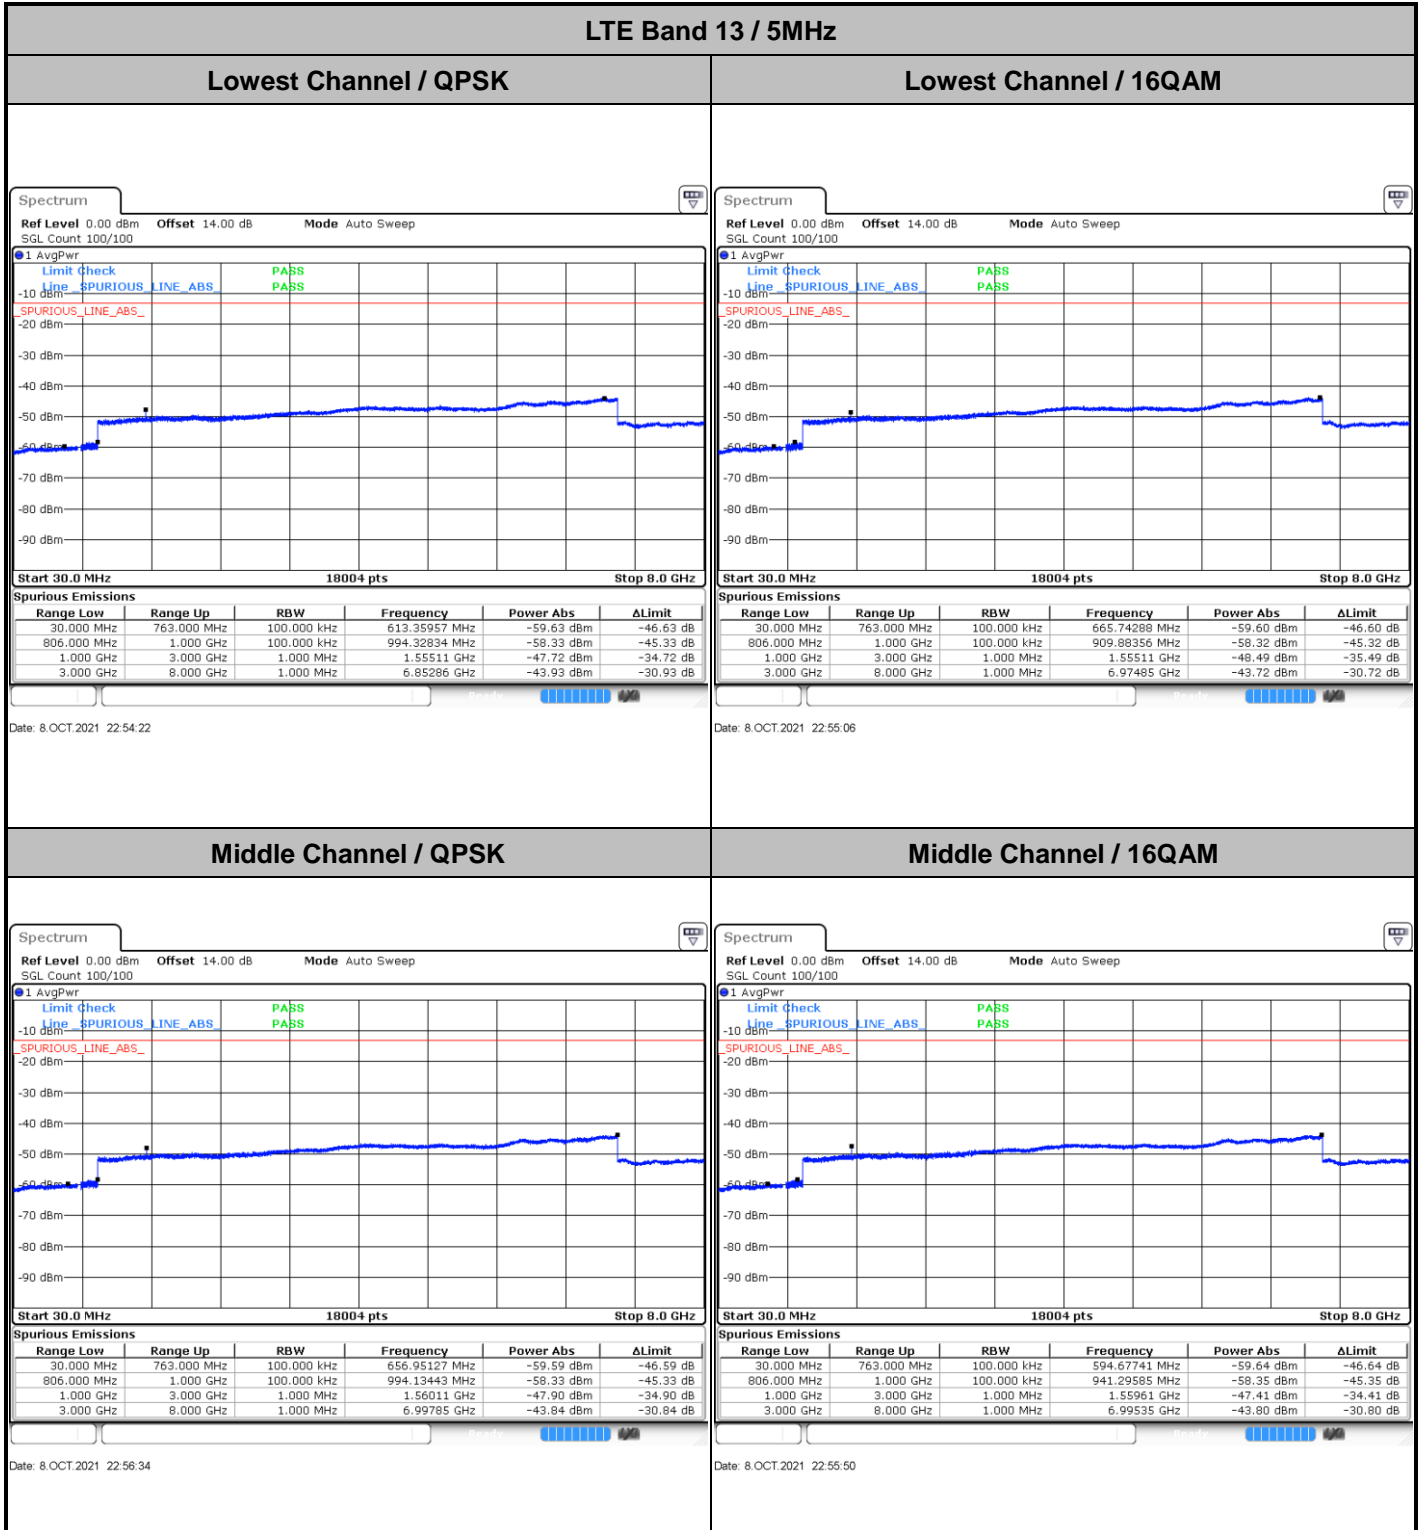 LTE Band 13 / 5MHz
Lowest Channel / QPSK
Lowest Channel / 16QAM
Spectrum
Ref Level 0.00 dBm Offset 14.00 dB Mode Auto Sweep
SGL Count 100/100
1 AvgPwr
Limit Check PASS
Line _SPURIOUS_LINE_ABS_ PASS
-10 dBm
_SPURIOUS_LINE_ABS_
-20 dBm
-30 dBm
-40 dBm
-50 dBm
-60 dBm
-70 dBm
-80 dBm
-90 dBm
Start 30.0 MHz 18004 pts Stop 8.0 GHz
Spurious Emissions
Range Low Range Up RBW Frequency Power Abs ΔLimit
30.000 MHz 763.000 MHz 100.000 kHz 613.35957 MHz -59.63 dBm -46.63 dB
806.000 MHz 1.000 GHz 100.000 kHz 994.32834 MHz -58.33 dBm -45.33 dB
1.000 GHz 3.000 GHz 1.000 MHz 1.55511 GHz -47.72 dBm -34.72 dB
3.000 GHz 8.000 GHz 1.000 MHz 6.85286 GHz -43.93 dBm -30.93 dB
Ready
Date: 8.OCT.2021 22:54:22
Spectrum
Ref Level 0.00 dBm Offset 14.00 dB Mode Auto Sweep
SGL Count 100/100
1 AvgPwr
Limit Check PASS
Line _SPURIOUS_LINE_ABS_ PASS
-10 dBm
_SPURIOUS_LINE_ABS_
-20 dBm
-30 dBm
-40 dBm
-50 dBm
-60 dBm
-70 dBm
-80 dBm
-90 dBm
Start 30.0 MHz 18004 pts Stop 8.0 GHz
Spurious Emissions
Range Low Range Up RBW Frequency Power Abs ΔLimit
30.000 MHz 763.000 MHz 100.000 kHz 665.74288 MHz -59.60 dBm -46.60 dB
806.000 MHz 1.000 GHz 100.000 kHz 909.88356 MHz -58.32 dBm -45.32 dB
1.000 GHz 3.000 GHz 1.000 MHz 1.55511 GHz -48.49 dBm -35.49 dB
3.000 GHz 8.000 GHz 1.000 MHz 6.97485 GHz -43.72 dBm -30.72 dB
Ready
Date: 8.OCT.2021 22:55:06
Middle Channel / QPSK
Middle Channel / 16QAM
Spectrum
Ref Level 0.00 dBm Offset 14.00 dB Mode Auto Sweep
SGL Count 100/100
1 AvgPwr
Limit Check PASS
Line _SPURIOUS_LINE_ABS_ PASS
-10 dBm
_SPURIOUS_LINE_ABS_
-20 dBm
-30 dBm
-40 dBm
-50 dBm
-60 dBm
-70 dBm
-80 dBm
-90 dBm
Start 30.0 MHz 18004 pts Stop 8.0 GHz
Spurious Emissions
Range Low Range Up RBW Frequency Power Abs ΔLimit
30.000 MHz 763.000 MHz 100.000 kHz 656.95127 MHz -59.59 dBm -46.59 dB
806.000 MHz 1.000 GHz 100.000 kHz 994.13443 MHz -58.33 dBm -45.33 dB
1.000 GHz 3.000 GHz 1.000 MHz 1.56011 GHz -47.90 dBm -34.90 dB
3.000 GHz 8.000 GHz 1.000 MHz 6.99785 GHz -43.84 dBm -30.84 dB
Ready
Date: 8.OCT.2021 22:56:34
Spectrum
Ref Level 0.00 dBm Offset 14.00 dB Mode Auto Sweep
SGL Count 100/100
1 AvgPwr
Limit Check PASS
Line _SPURIOUS_LINE_ABS_ PASS
-10 dBm
_SPURIOUS_LINE_ABS_
-20 dBm
-30 dBm
-40 dBm
-50 dBm
-60 dBm
-70 dBm
-80 dBm
-90 dBm
Start 30.0 MHz 18004 pts Stop 8.0 GHz
Spurious Emissions
Range Low Range Up RBW Frequency Power Abs ΔLimit
30.000 MHz 763.000 MHz 100.000 kHz 594.67741 MHz -59.64 dBm -46.64 dB
806.000 MHz 1.000 GHz 100.000 kHz 941.29585 MHz -58.35 dBm -45.35 dB
1.000 GHz 3.000 GHz 1.000 MHz 1.55961 GHz -47.41 dBm -34.41 dB
3.000 GHz 8.000 GHz 1.000 MHz 6.99535 GHz -43.80 dBm -30.80 dB
Ready
Date: 8.OCT.2021 22:55:50